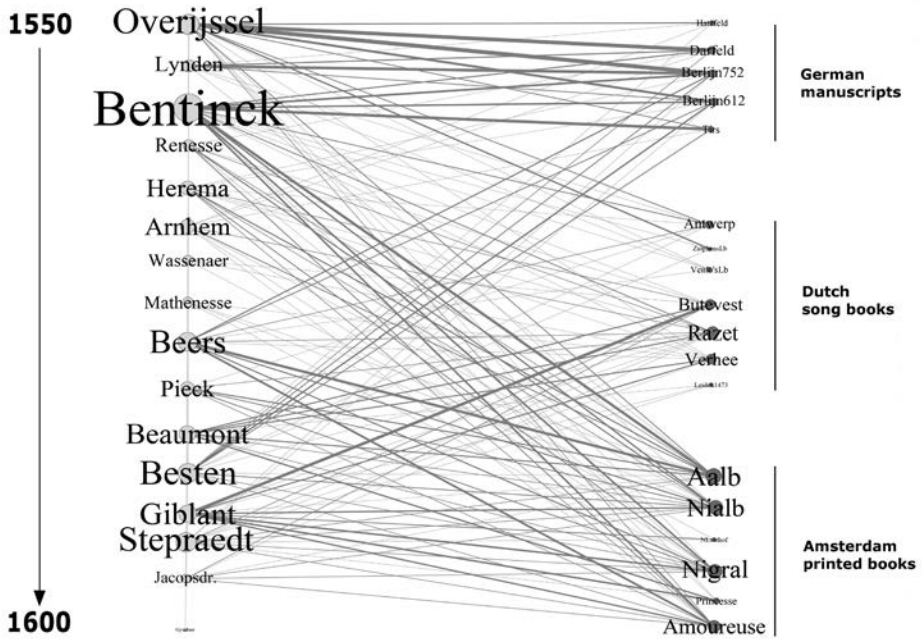 1550
Overijssel
Lynden
Bentinck
Renesse
Herema
Arnhem
Wassenaer
Mathenesse
Beers
Pieck
Beaumont
Besten
Giblant
Stepraedt
Jacopsdr.
1600
Darfeld
Berlijn752
Berlijn612
Antwerp
Butevest
Razet
Verhee
Aalb
Nialb
Nigral
Princesse
Amoureuse
German
manuscripts
Dutch
song books
Amsterdam
printed books